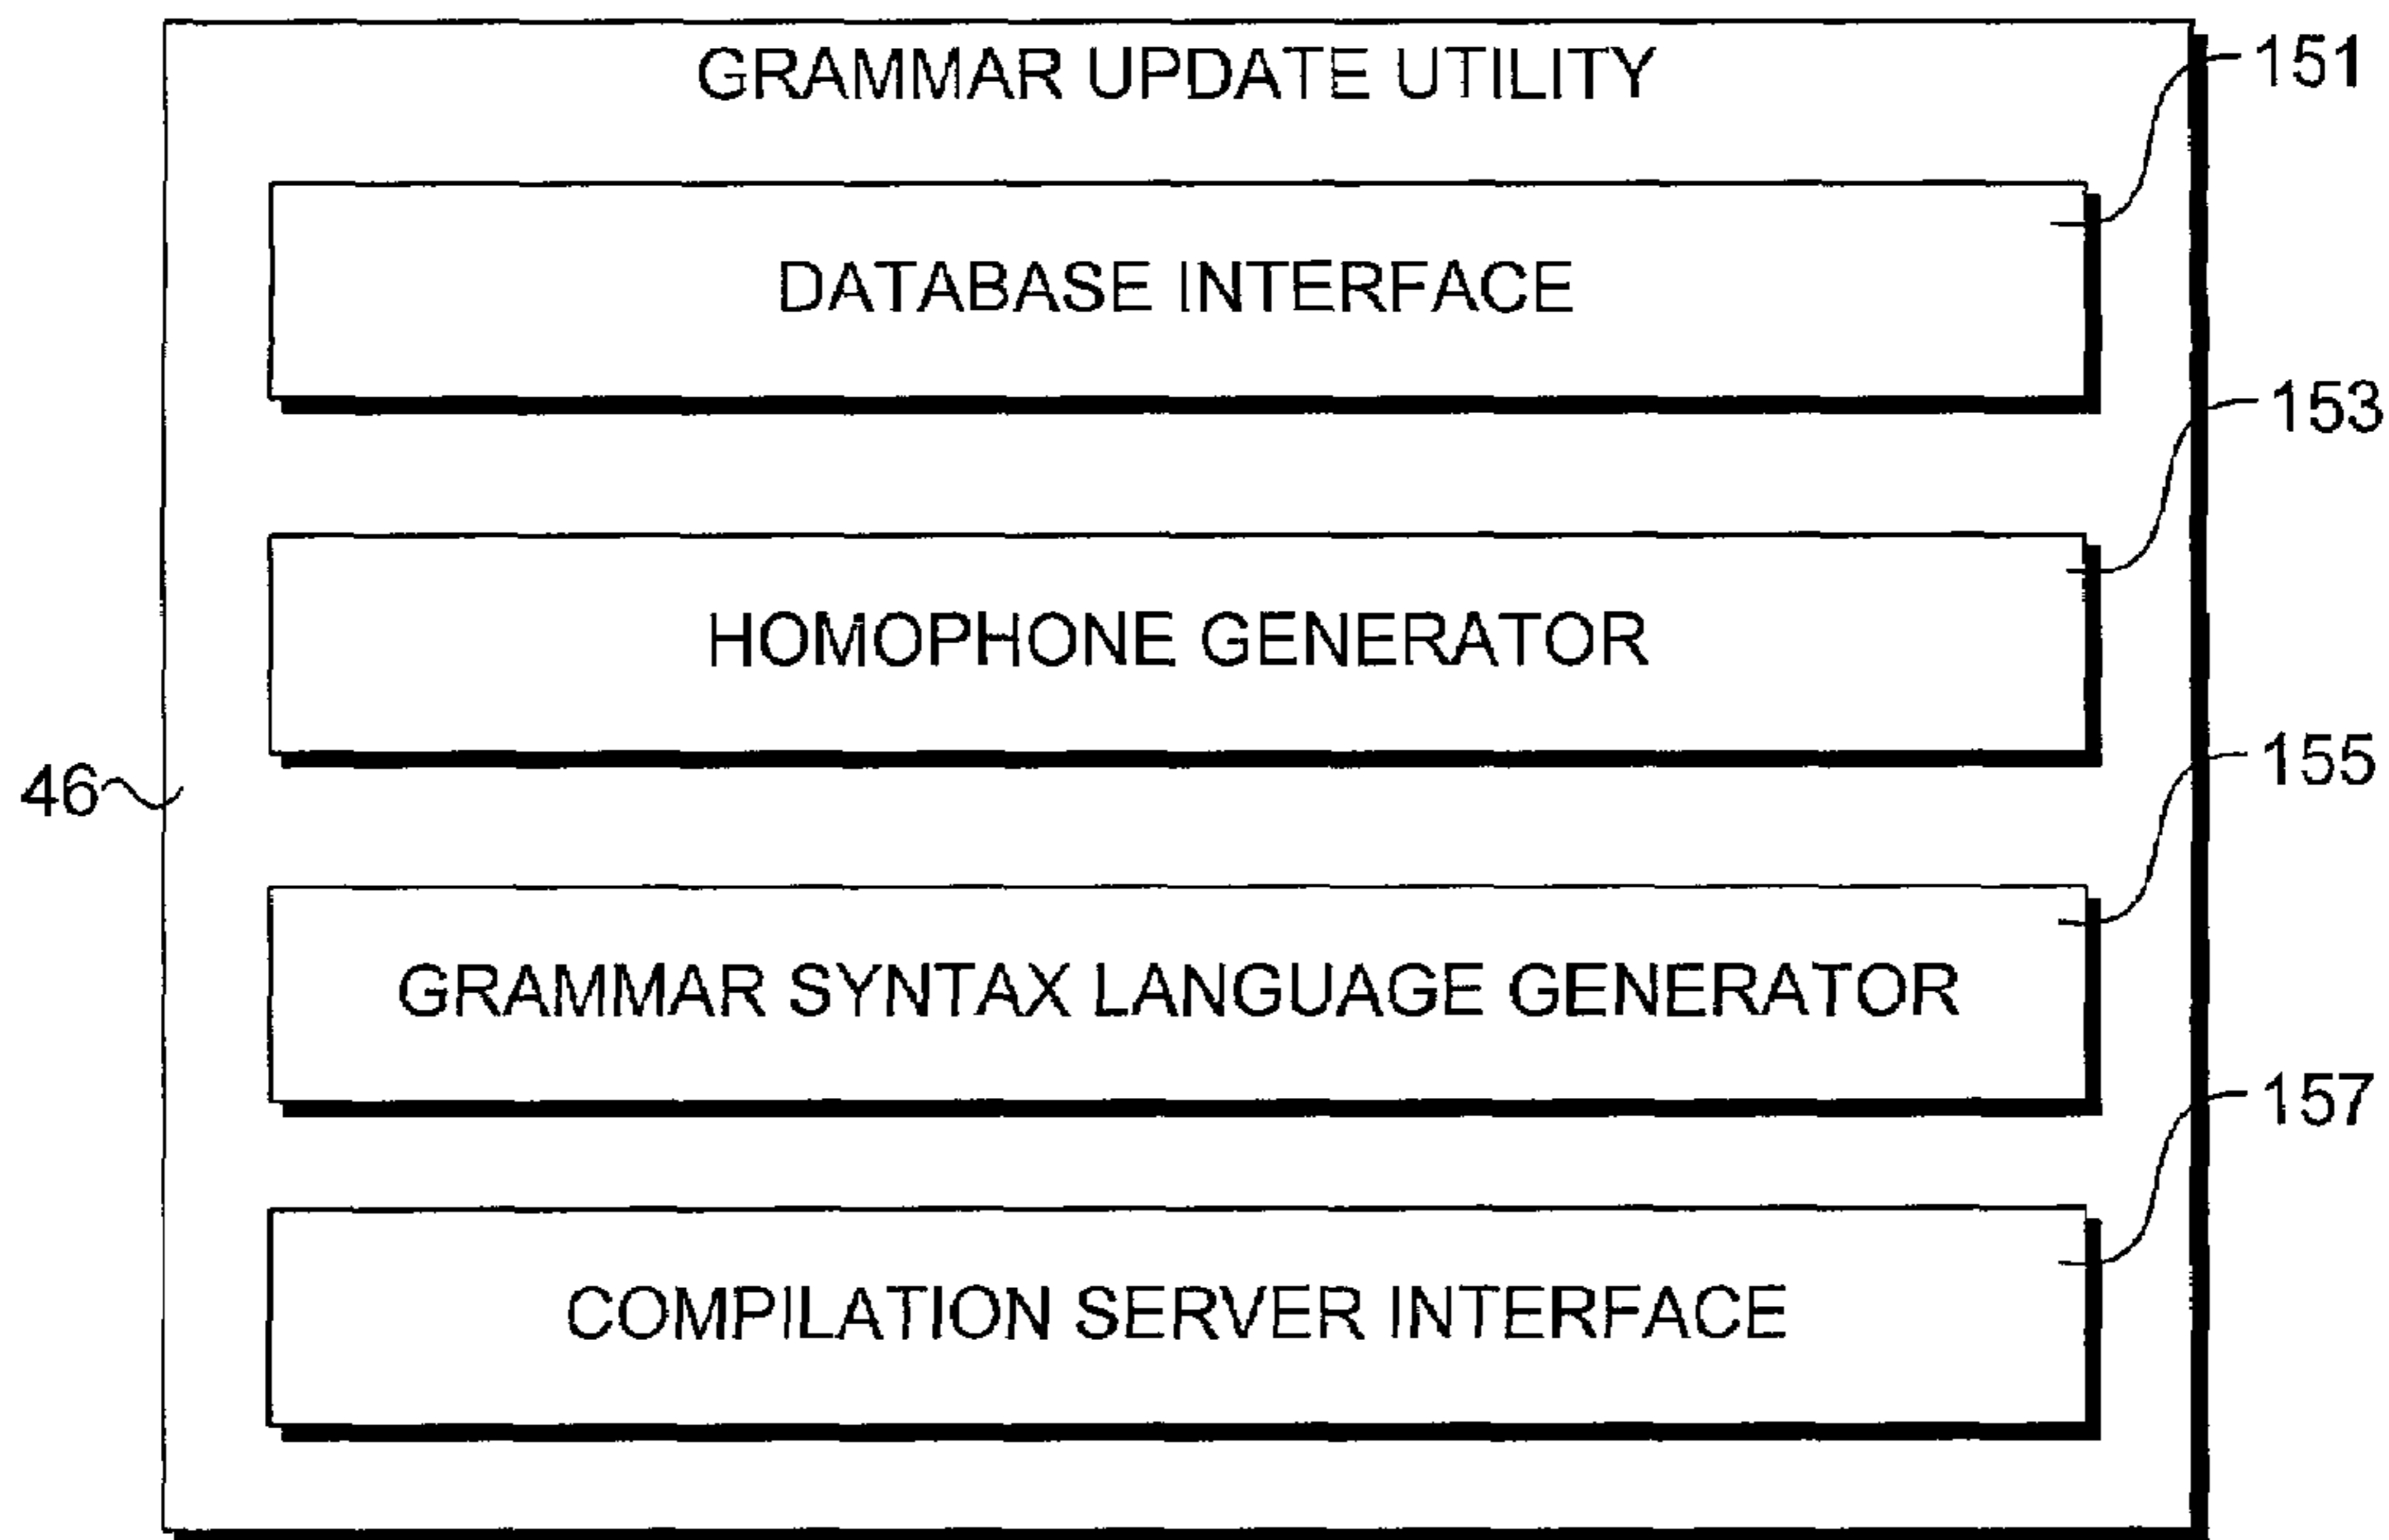 GRAMMAR UPDATE UTILITY
151
DATABASE INTERFACE
153
HOMOPHONE GENERATOR
46
155
GRAMMAR SYNTAX LANGUAGE GENERATOR
157
COMPILATION SERVER INTERFACE